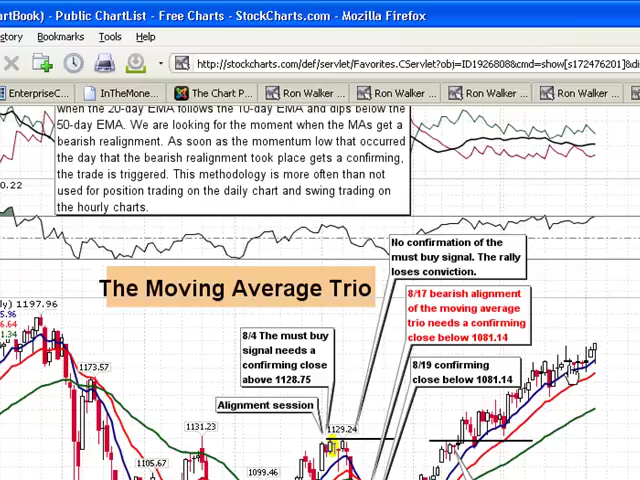 artBook) - Public ChartList - Free Charts - StockCharts.com - Mozilla Firefox
story Bookmarks Tools Help
http://stockcharts.com/def/servlet/Favorites.CServlet?obj=ID1926808&cmd=show[s172476201]&di
EnterpriseC... InTheMone... The Chart P... Ron Walker ... Ron Walker ... Ron Walker ... Ron Walker
when the 20-day EMA follows the 10-day EMA and dips below the
50-day EMA. We are looking for the moment when the MAs get a
bearish realignment. As soon as the momentum low that occurred
the day that the bearish realignment took place gets a confirming,
the trade is triggered. This methodology is more often than not
used for position trading on the daily chart and swing trading on
the hourly charts.
0.22
No confirmation of the
must buy signal. The rally
loses conviction.
The Moving Average Trio
8/17 bearish alignment
of the moving average
trio needs a confirming
close below 1081.14
ly) 1197.96
5.96
6.64
1.34
8/4 The must buy
signal needs a
confirming close
above 1128.75
8/19 confirming
close below 1081.14
1173.57
Alignment session
1131.23
1129.24
1105.67
1099.46